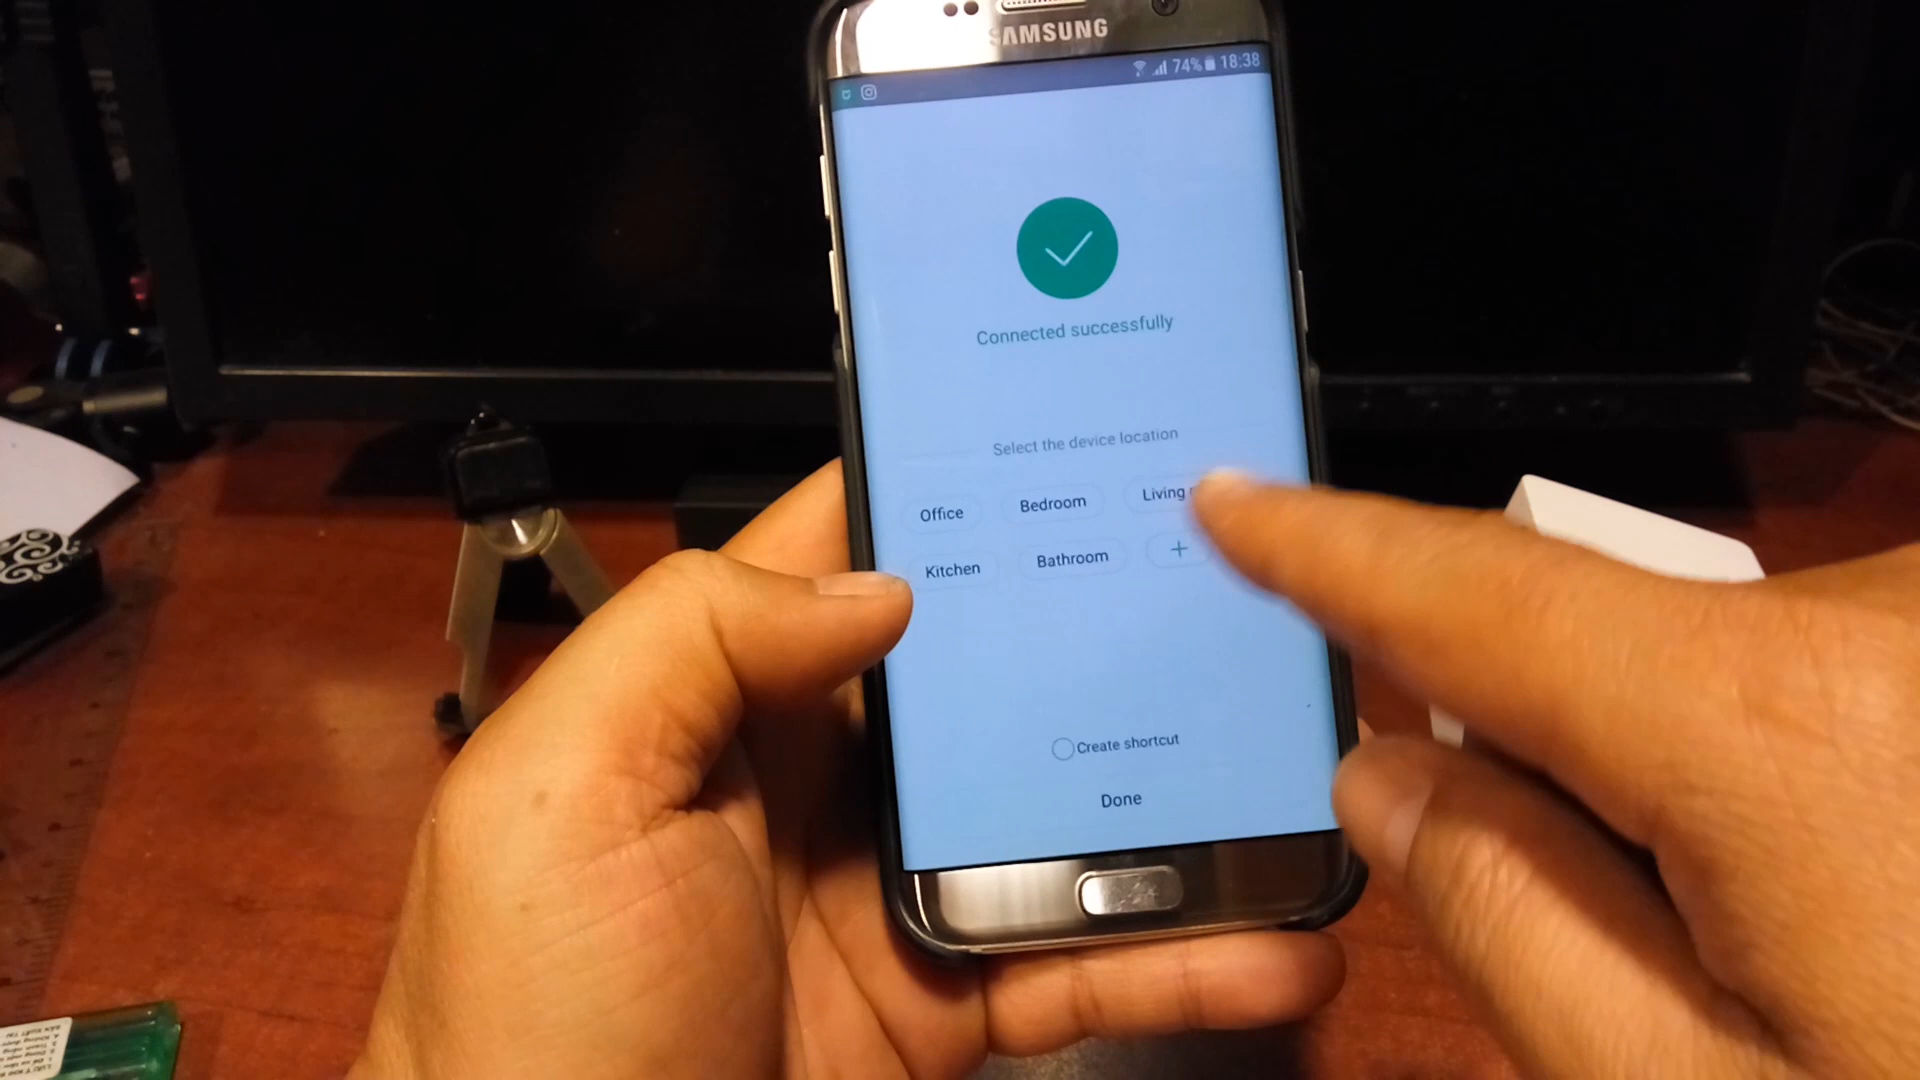 SAMSUNG
74% 18:38
Connected successfully
Select the device location
Office Bedroom Living
Kitchen Bathroom +
Create shortcut
Done